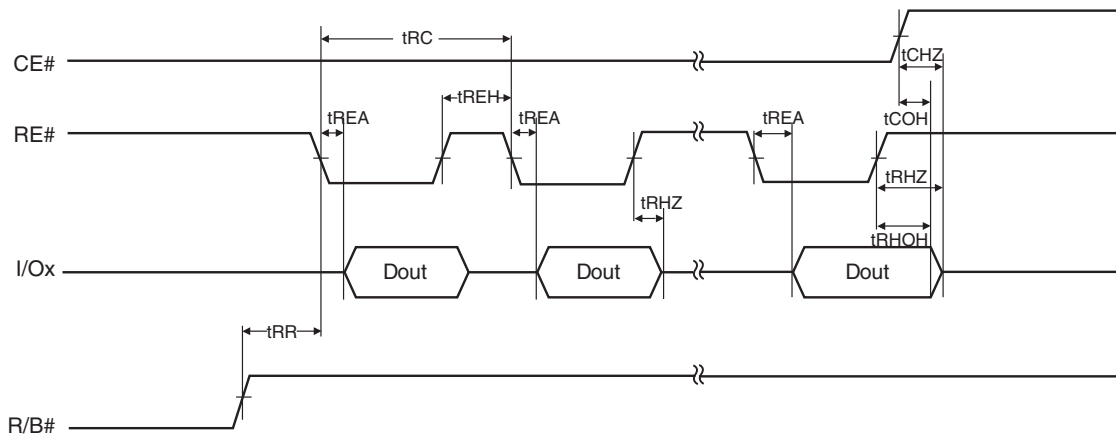 tRC
CE#
tCHZ
tREH
tREA
tREA
tREA
tCOH
RE#
tRHZ
tRHZ
tRHOH
I/Ox
Dout
Dout
Dout
tRR
R/B#